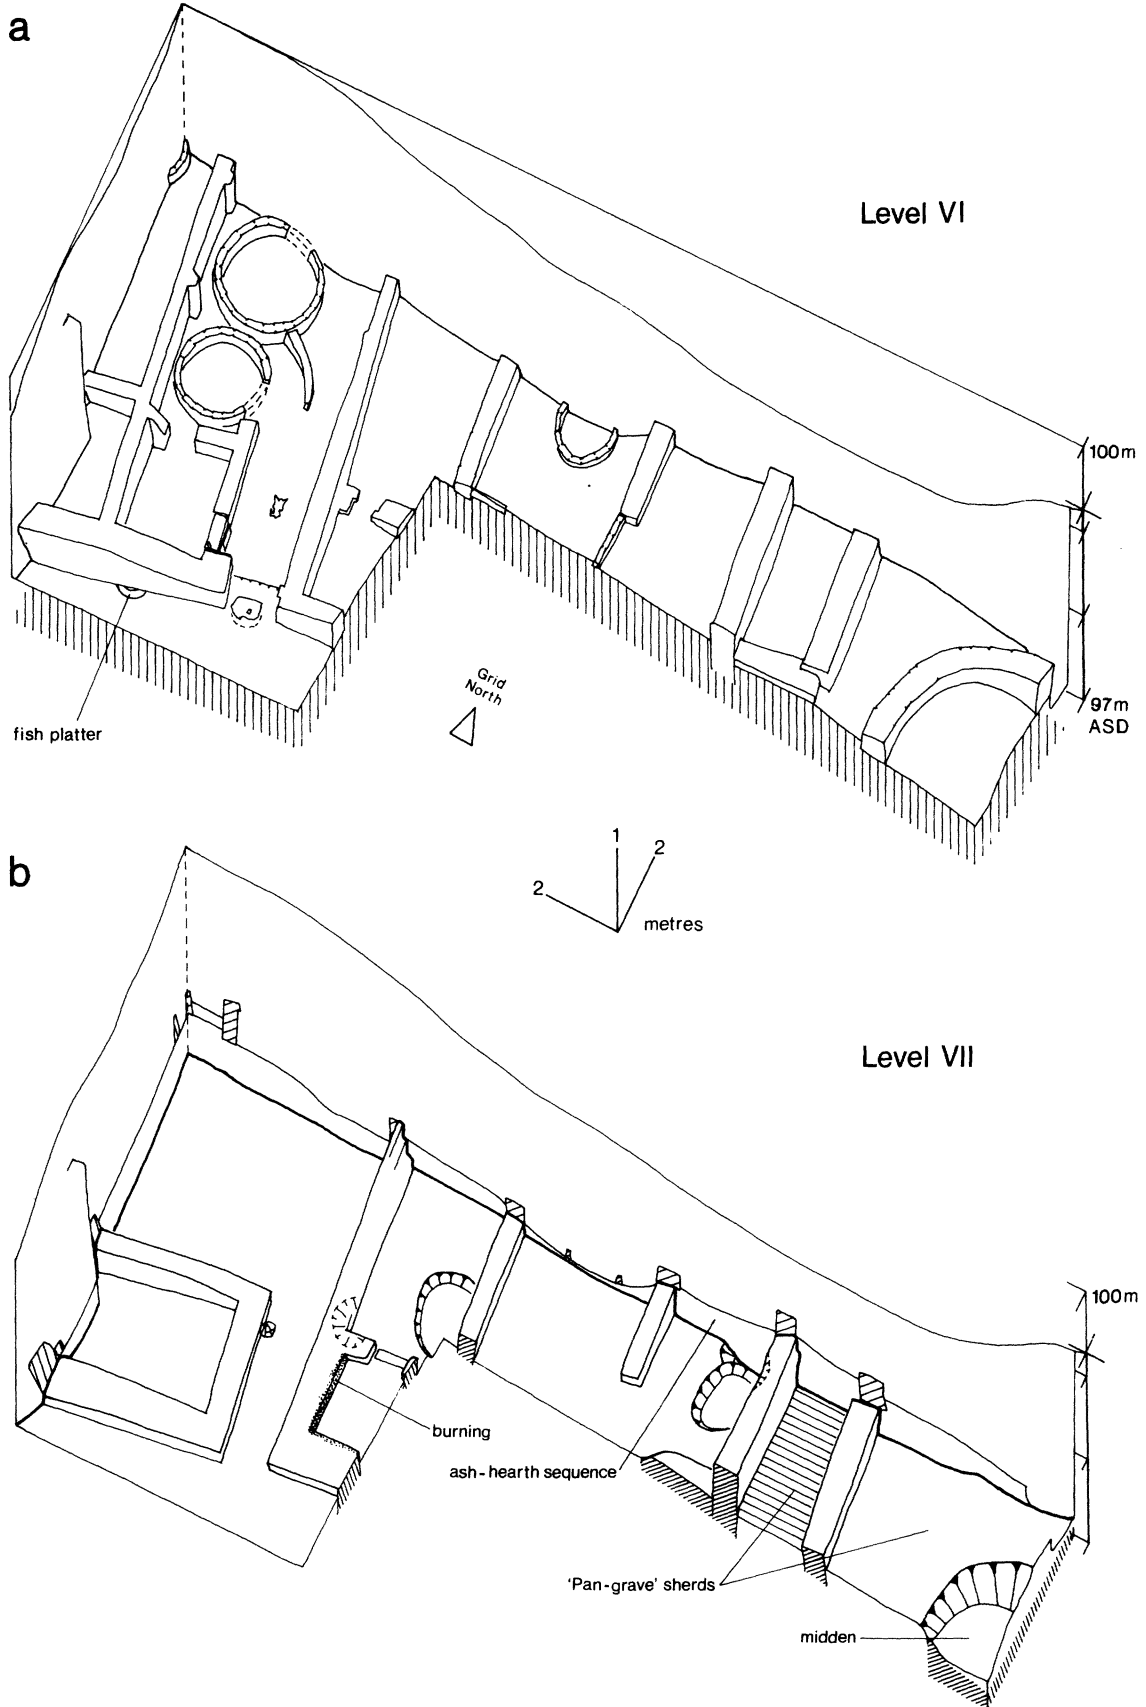 a
Level VI
100m
97m
ASD
Grid
North
fish platter
1
2
2
metres
b
Level VII
100m
burning
ash-hearth sequence
'Pan-grave' sherds
midden